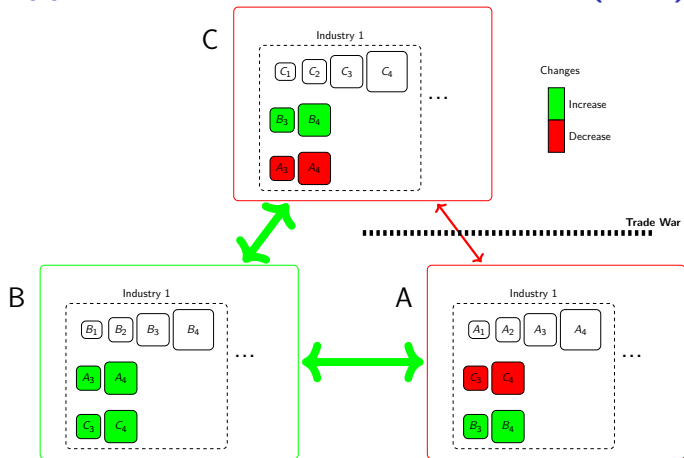 C
Industry 1
C1 C2 C3 C4
...
B3 B4
A3 A4
Changes
Increase
Decrease
Trade War
B
Industry 1
B1 B2 B3 B4
...
A3 A4
C3 C4
A
Industry 1
A1 A2 A3 A4
...
C3 C4
B3 B4